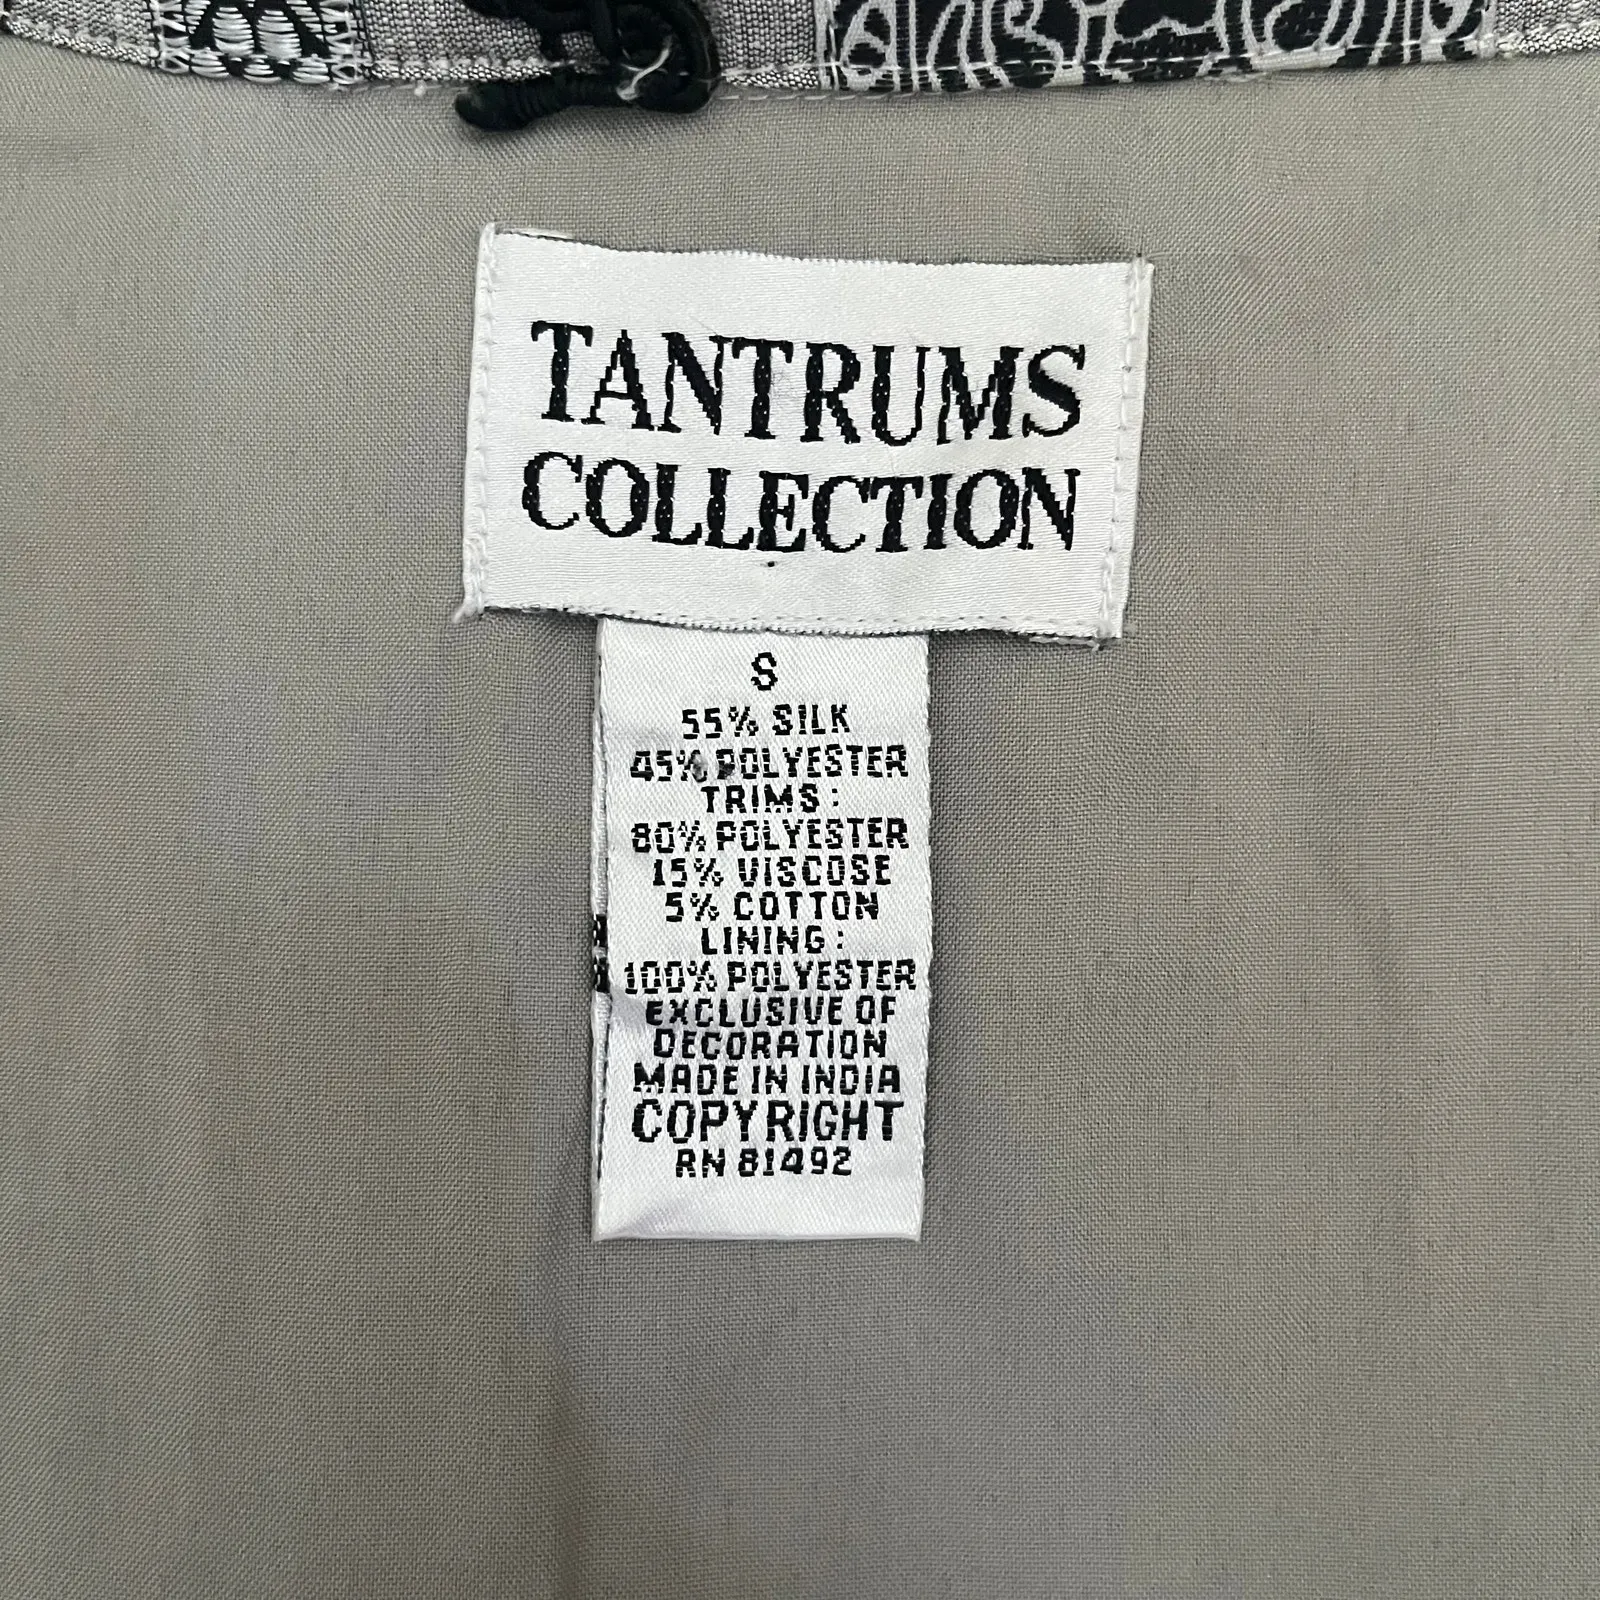 TANTRUMS
COLLECTION
S
55% SILK
45% POLYESTER
TRIMS:
80% POLYESTER
15% VISCOSE
5% COTTON
LINING:
100% POLYESTER
EXCLUSIVE OF
DECORATION
MADE IN INDIA
COPYRIGHT
RN 81492